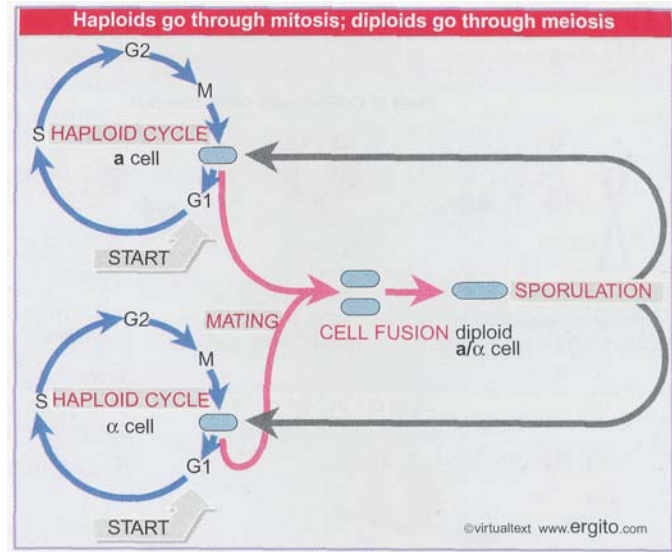 Haploids go through mitosis; diploids go through meiosis
G2
M
S HAPLOID CYCLE
a cell
G1
START
MATING
CELL FUSION
diploid
a/α cell
SPORULATION
G2
M
S HAPLOID CYCLE
α cell
G1
START
©virtualtext www.ergito.com